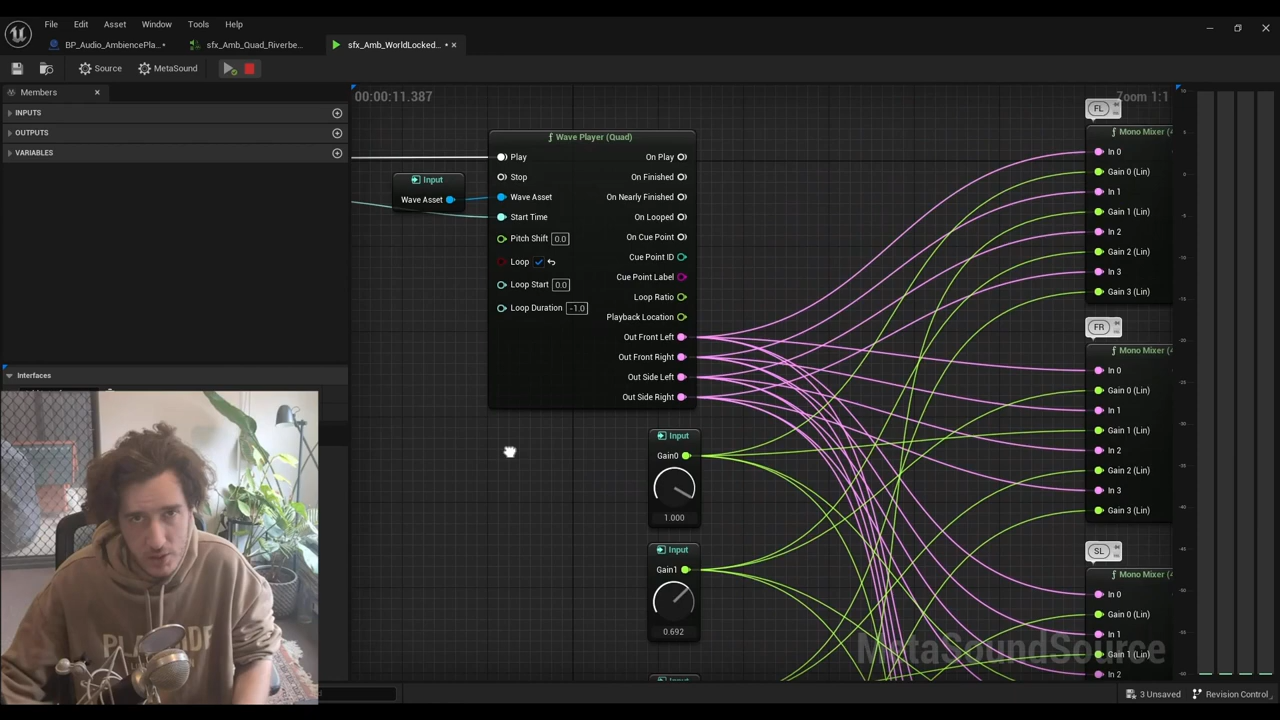 File Edit Asset Window Tools Help
BP_Audio_AmbiencePla... •
sfx_Amb_Quad_Riverbe...
sfx_Amb_WorldLocked... •
Source
MetaSound
Members
INPUTS
OUTPUTS
VARIABLES
Interfaces
00:00:11.387
Zoom 1:1
Wave Player (Quad)
Play
On Play
Stop
On Finished
Input
Wave Asset
Wave Asset
On Nearly Finished
Start Time
On Looped
Pitch Shift 0.0
On Cue Point
Loop
Cue Point ID
Cue Point Label
Loop Start 0.0
Loop Ratio
Loop Duration -1.0
Playback Location
Out Front Left
Out Front Right
Out Side Left
Out Side Right
Input
Gain0
1.000
Input
Gain1
0.692
FL
Mono Mixer (4
In 0
Gain 0 (Lin)
In 1
Gain 1 (Lin)
In 2
Gain 2 (Lin)
In 3
Gain 3 (Lin)
FR
Mono Mixer (4
In 0
Gain 0 (Lin)
In 1
Gain 1 (Lin)
In 2
Gain 2 (Lin)
In 3
Gain 3 (Lin)
SL
Mono Mixer (4
In 0
Gain 0 (Lin)
In 1
Gain 1 (Lin)
In 2
MetaSoundSource
3 Unsaved
Revision Control